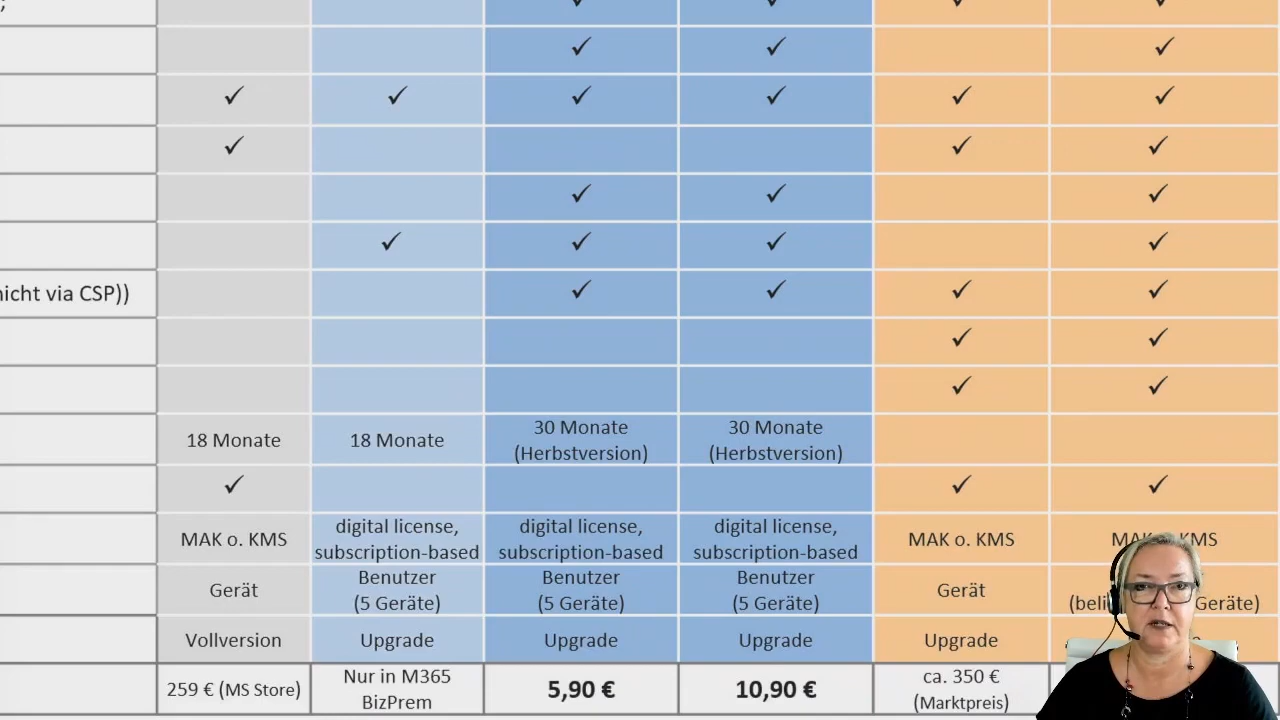 nicht via CSP))
18 Monate
18 Monate
30 Monate
(Herbstversion)
30 Monate
(Herbstversion)
MAK o. KMS
digital license,
subscription-based
digital license,
subscription-based
digital license,
subscription-based
MAK o. KMS
Gerät
Benutzer
(5 Geräte)
Benutzer
(5 Geräte)
Benutzer
(5 Geräte)
Gerät
Geräte)
Vollversion
Upgrade
Upgrade
Upgrade
Upgrade
259 € (MS Store)
Nur in M365
BizPrem
5,90 €
10,90 €
ca. 350 €
(Marktpreis)